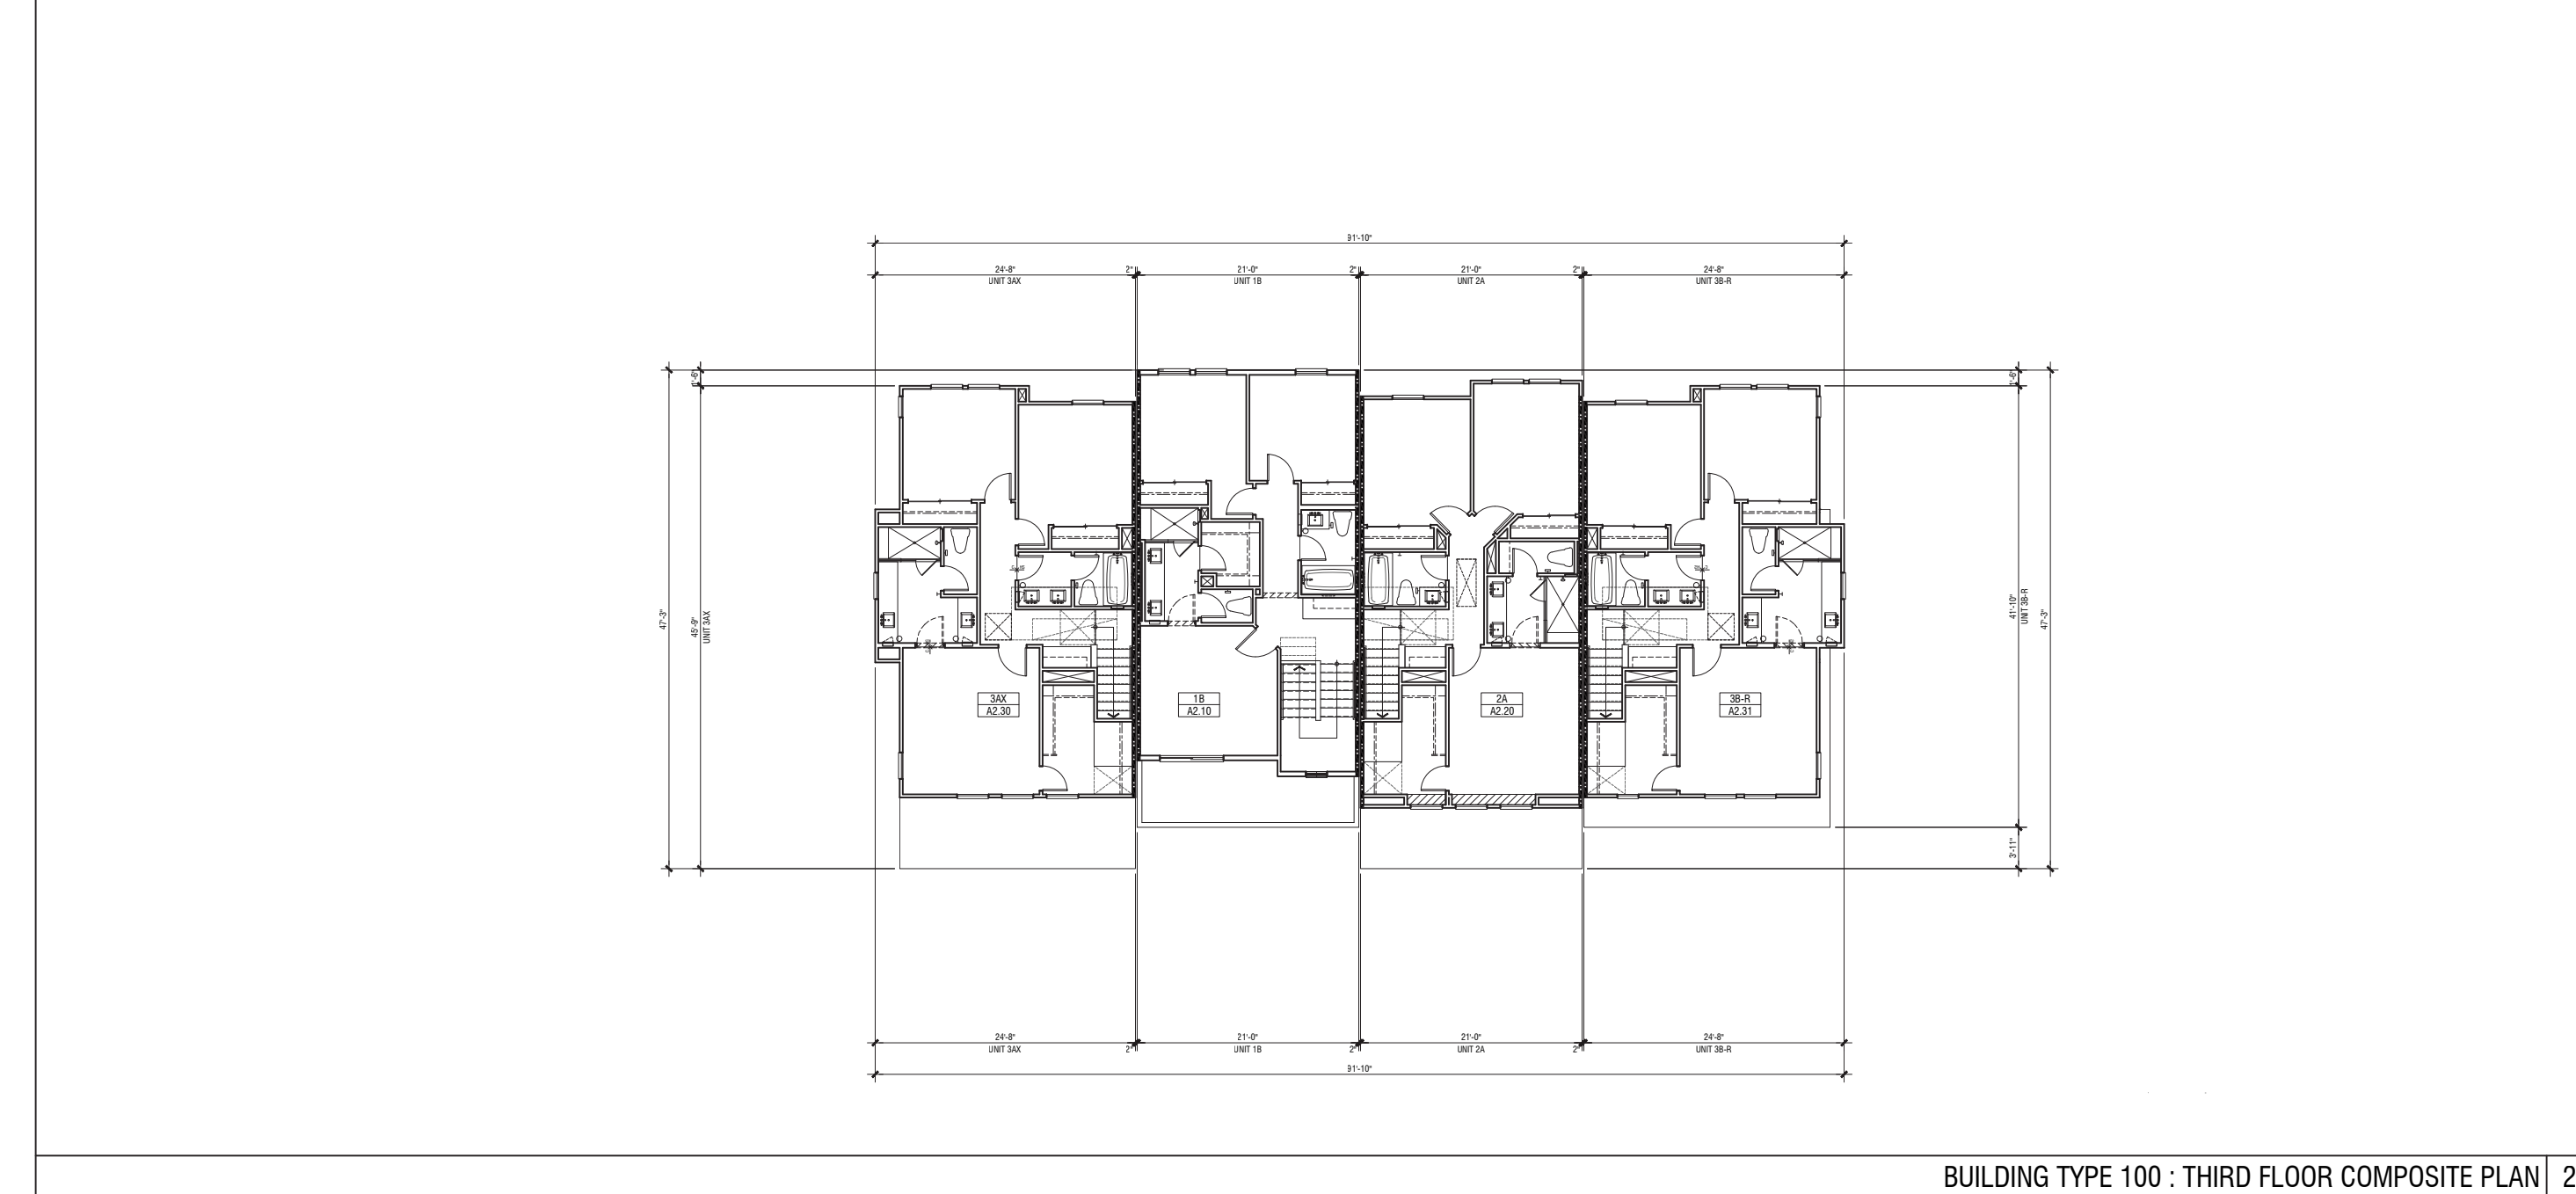 91'-10"
24'-8" 2" 21'-0" 2" 21'-0" 2" 24'-8"
UNIT 3AX UNIT 1B UNIT 2A UNIT 3B-R
1'-6" 1'-6"
47'-3" 45'-9" UNIT 3AX 41'-10" UNIT 3B-R 47'-3"
3AX 1B 2A 3B-R
A2.30 A2.10 A2.20 A2.31
3'-11"
24'-8" 21'-0" 21'-0" 24'-8"
UNIT 3AX 2" UNIT 1B 2" UNIT 2A 2" UNIT 3B-R
91'-10"
BUILDING TYPE 100 : THIRD FLOOR COMPOSITE PLAN 2